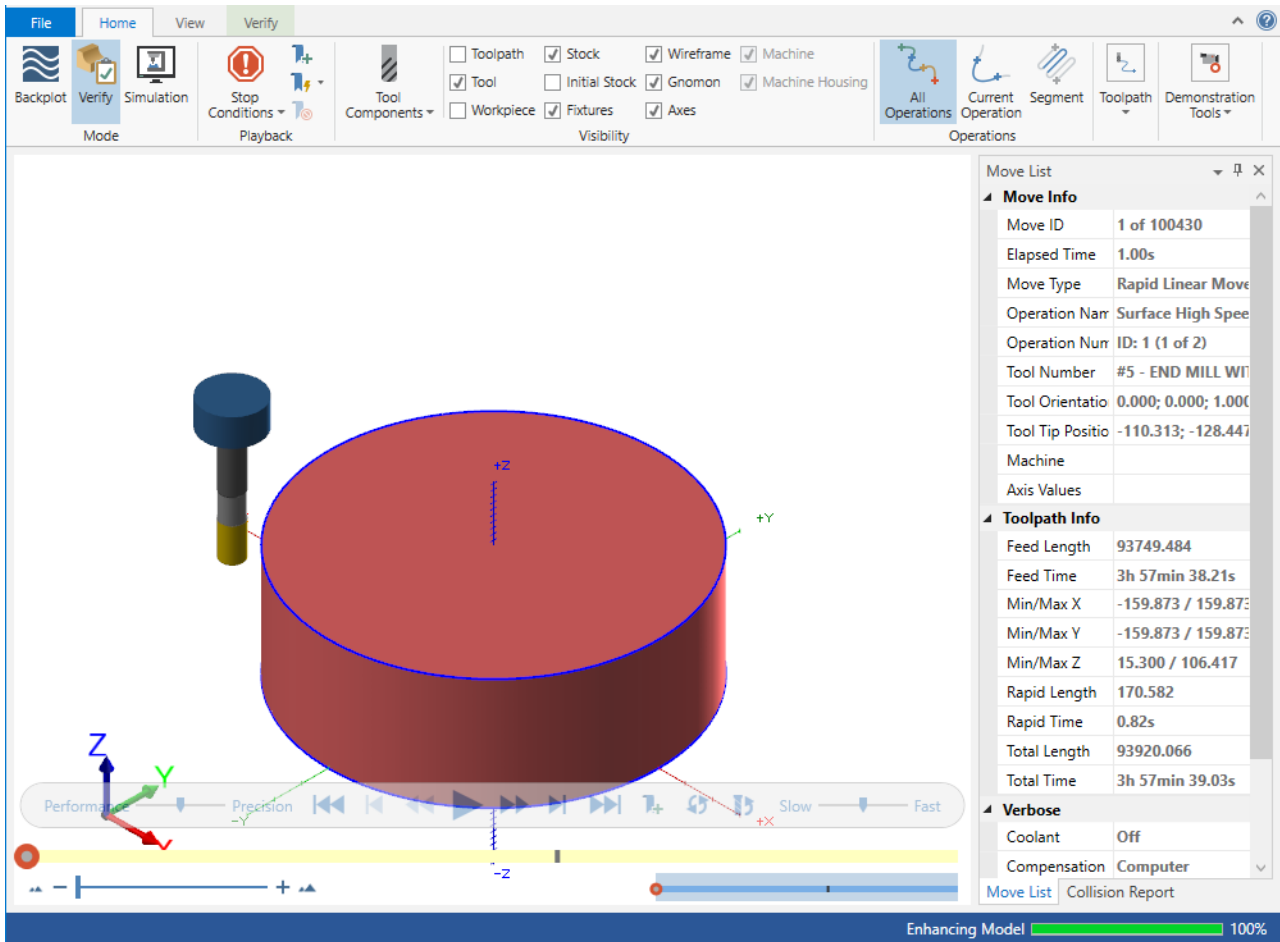 File Home View Verify
Backplot Verify Simulation
Mode
Stop Conditions
Playback
Tool Components
Toolpath Stock Wireframe Machine
Tool Initial Stock Gnomon Machine Housing
Workpiece Fixtures Axes
Visibility
All Operations Current Operation Segment
Operations
Toolpath Demonstration Tools
Move List
Move Info
Move ID 1 of 100430
Elapsed Time 1.00s
Move Type Rapid Linear Move
Operation Nam Surface High Spee
Operation Num ID: 1 (1 of 2)
Tool Number #5 - END MILL WIT
Tool Orientatio 0.000; 0.000; 1.000
Tool Tip Positio -110.313; -128.447
Machine
Axis Values
Toolpath Info
Feed Length 93749.484
Feed Time 3h 57min 38.21s
Min/Max X -159.873 / 159.873
Min/Max Y -159.873 / 159.873
Min/Max Z 15.300 / 106.417
Rapid Length 170.582
Rapid Time 0.82s
Total Length 93920.066
Total Time 3h 57min 39.03s
Verbose
Coolant Off
Compensation Computer
Move List Collision Report
+Z
+Y
Z
Y
Performance Precision Slow Fast
-Y
+X
-Z
Enhancing Model 100%